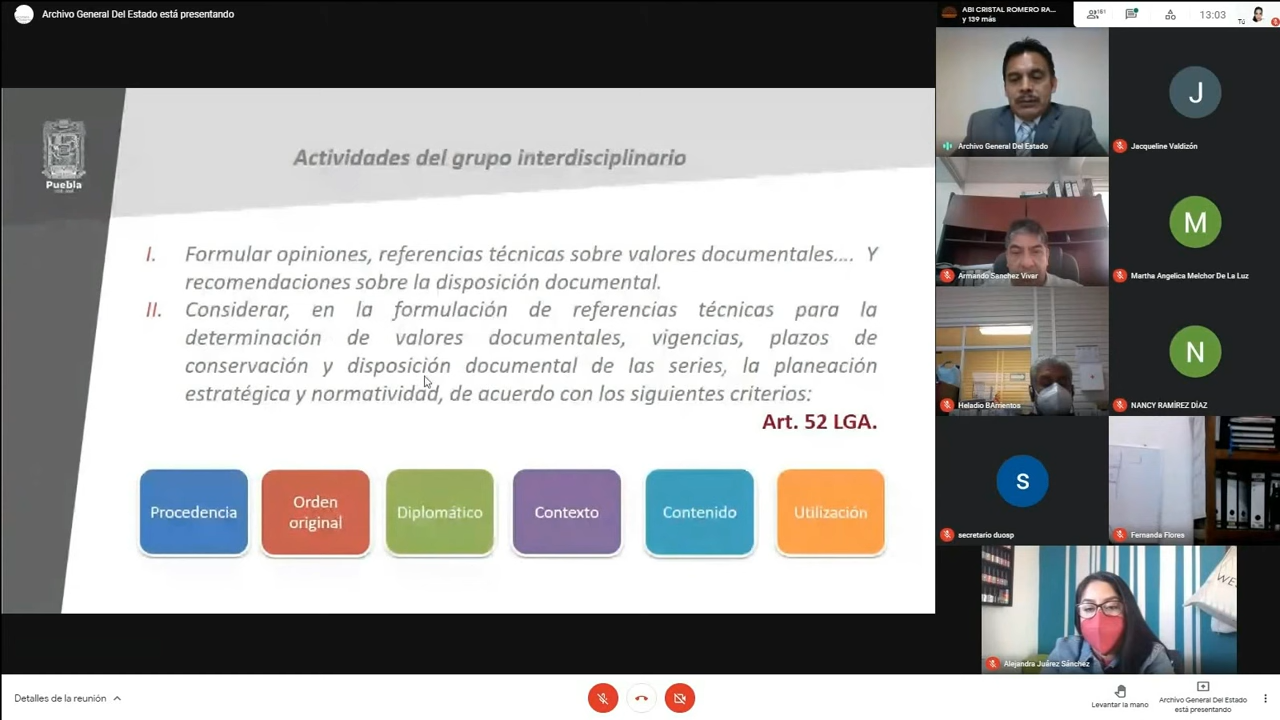 Archivo General Del Estado está presentando
ABI CRISTAL ROMERO RA...
y 139 más
151
13:03
Tú
Puebla
Actividades del grupo interdisciplinario
I. Formular opiniones, referencias técnicas sobre valores documentales.... Y
recomendaciones sobre la disposición documental.
II. Considerar, en la formulación de referencias técnicas para la
determinación de valores documentales, vigencias, plazos de
conservación y disposición documental de las series, la planeación
estratégica y normatividad, de acuerdo con los siguientes criterios:
Art. 52 LGA.
Procedencia
Orden
original
Diplomático
Contexto
Contenido
Utilización
Archivo General Del Estado
J
Jacqueline Valdizón
Armando Sanchez Vivar
M
Martha Angelica Melchor De La Luz
Heladio BArrientos
N
NANCY RAMÍREZ DÍAZ
S
secretario duosp
Fernanda Flores
Alejandra Juárez Sánchez
Detalles de la reunión
Levantar la mano
Archivo General Del Estado
está presentando